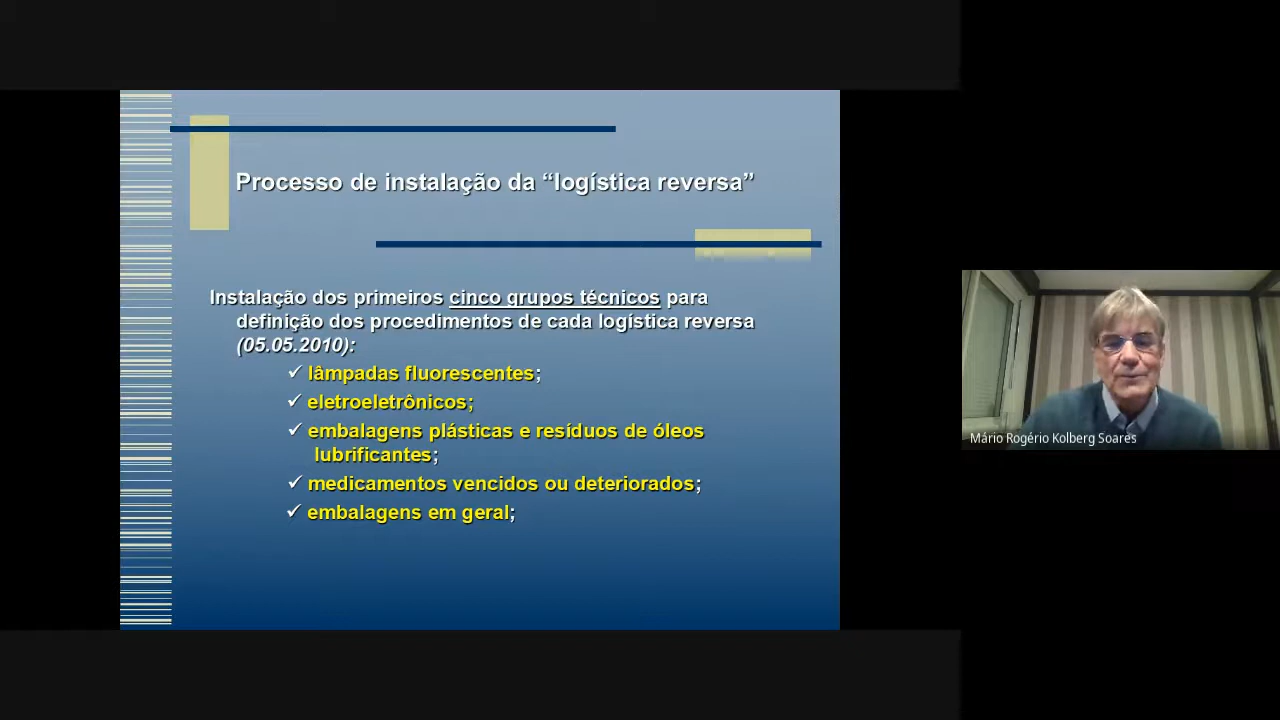 Processo de instalação da “logística reversa”
Instalação dos primeiros cinco grupos técnicos para
definição dos procedimentos de cada logística reversa
(05.05.2010):
✓ lâmpadas fluorescentes;
✓ eletroeletrônicos;
✓ embalagens plásticas e resíduos de óleos
lubrificantes;
✓ medicamentos vencidos ou deteriorados;
✓ embalagens em geral;
Mário Rogério Kolberg Soares